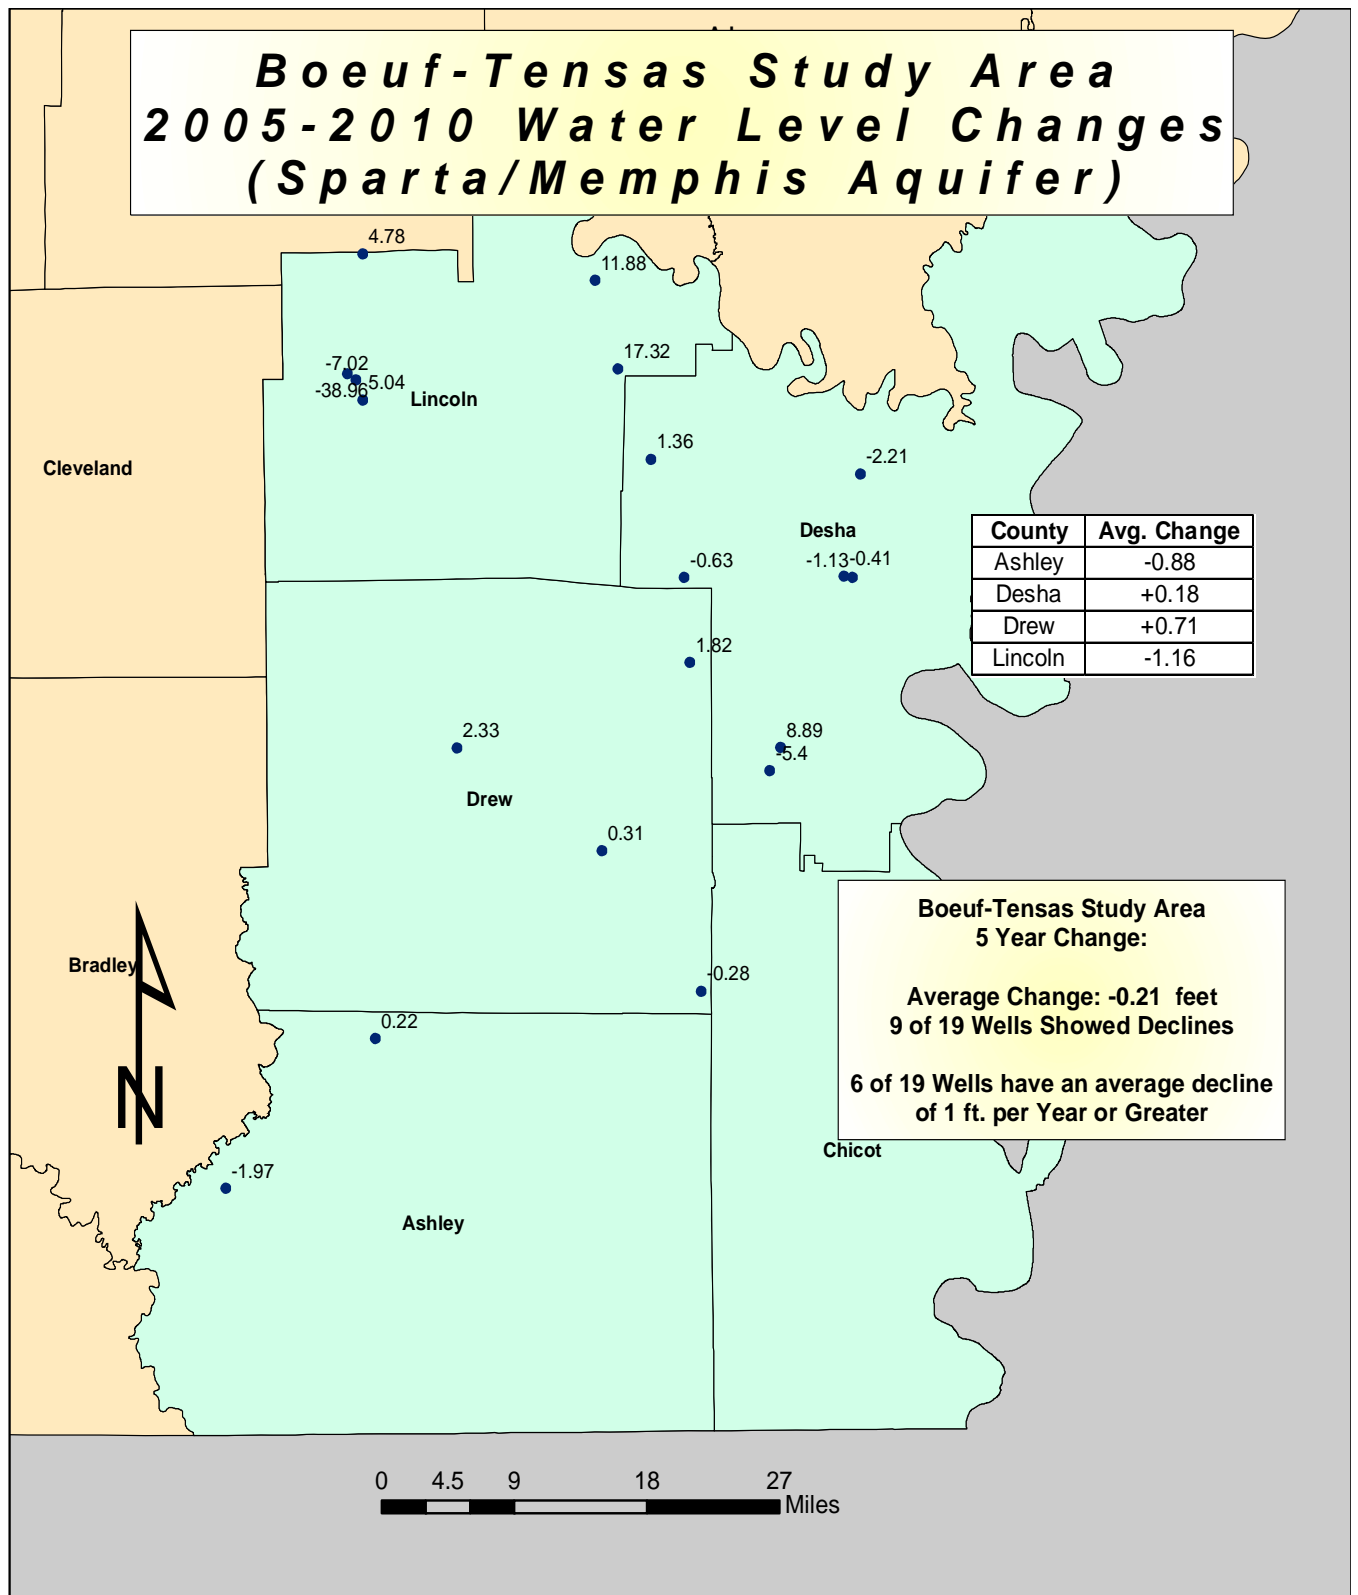 Boeuf-Tensas Study Area
2005-2010 Water Level Changes
(Sparta/Memphis Aquifer)
4.78
11.88
17.32
-7.02
5.04
-38.96
Lincoln
Cleveland
1.36
-2.21
Desha
-0.63
-1.13
-0.41
County Avg. Change
Ashley -0.88
Desha +0.18
Drew +0.71
Lincoln -1.16
1.82
2.33
8.89
-5.4
Drew
0.31
Bradley
-0.28
0.22
Boeuf-Tensas Study Area
5 Year Change:
Average Change: -0.21 feet
9 of 19 Wells Showed Declines
6 of 19 Wells have an average decline
of 1 ft. per Year or Greater
N
Chicot
-1.97
Ashley
0 4.5 9 18 27
Miles